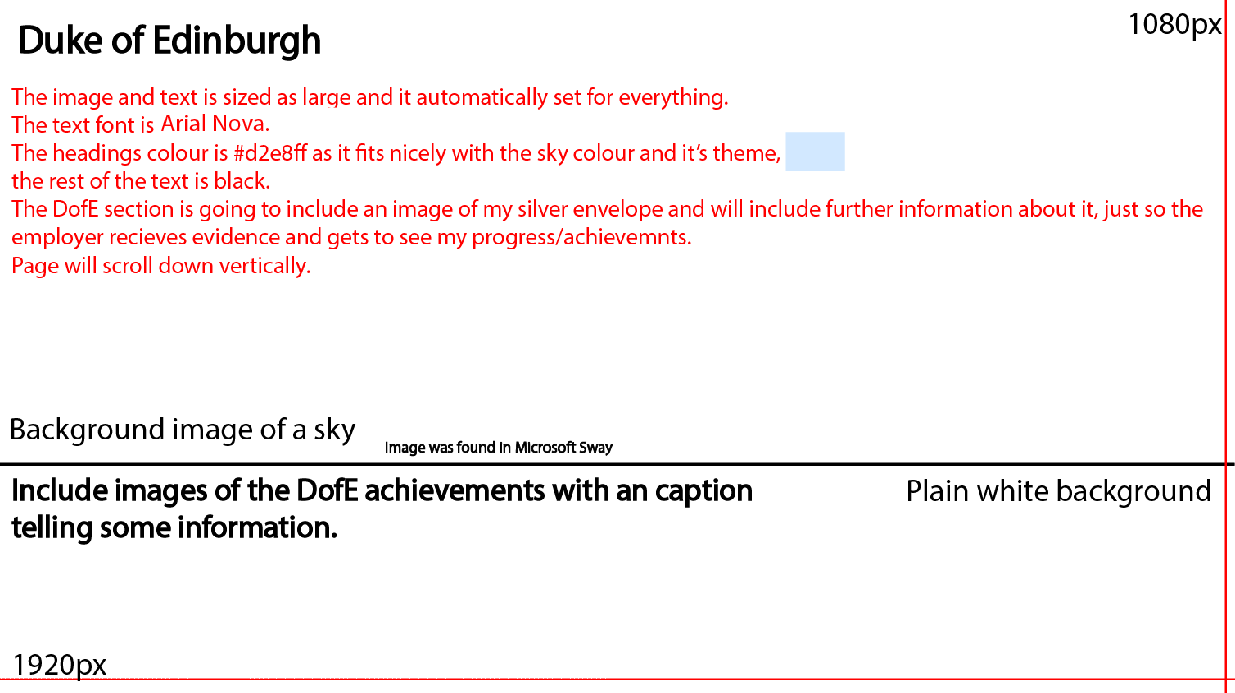 Duke of Edinburgh
1080px
The image and text is sized as large and it automatically set for everything.
The text font is Arial Nova.
The headings colour is #d2e8ff as it fits nicely with the sky colour and it's theme,
the rest of the text is black.
The DofE section is going to include an image of my silver envelope and will include further information about it, just so the
employer recieves evidence and gets to see my progress/achievemnts.
Page will scroll down vertically.
Background image of a sky
Image was found in Microsoft Sway
Include images of the DofE achievements with an caption
telling some information.
Plain white background
1920px